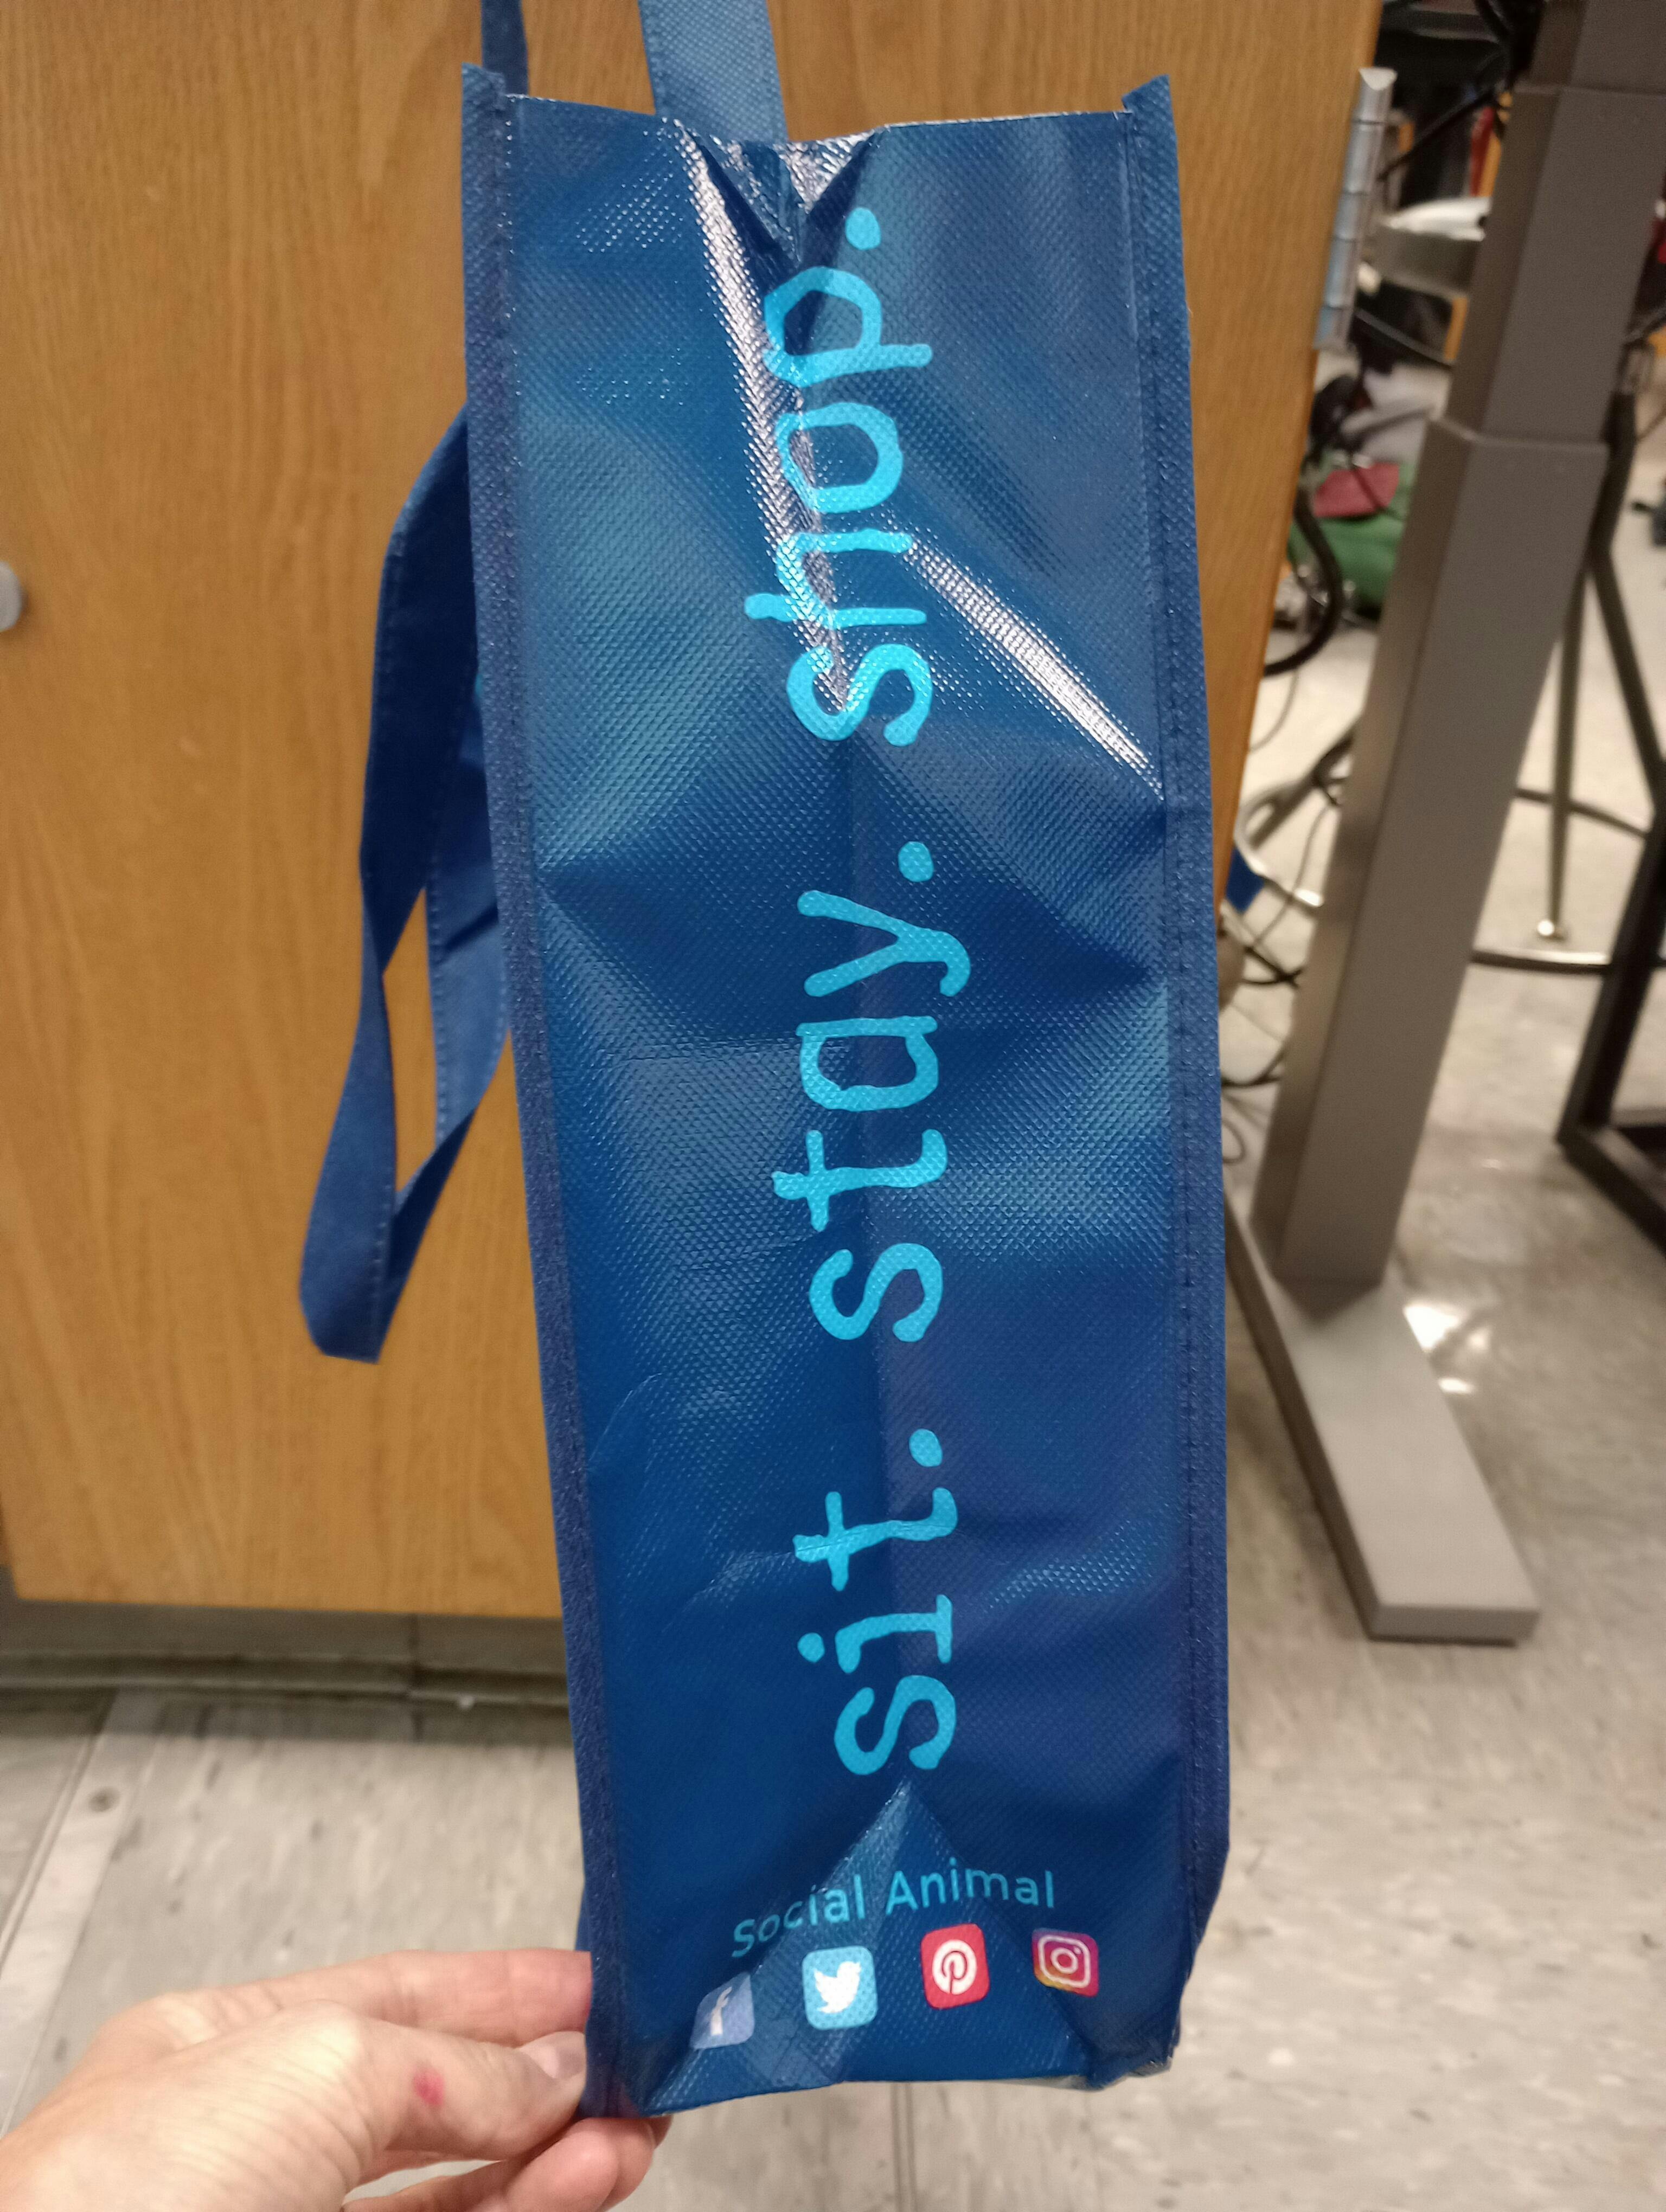 sit. stay. shop.
Social Animal